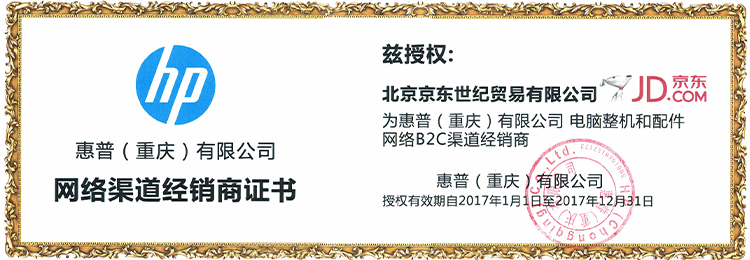 hp
惠普（重庆）有限公司
网络渠道经销商证书
兹授权:
北京京东世纪贸易有限公司 JD.COM 京东
为惠普（重庆）有限公司 电脑整机和配件
网络B2C渠道经销商
惠普（重庆）有限公司
授权有效期自2017年1月1日至2017年12月31日
HP (Chongqing) Co., Ltd.